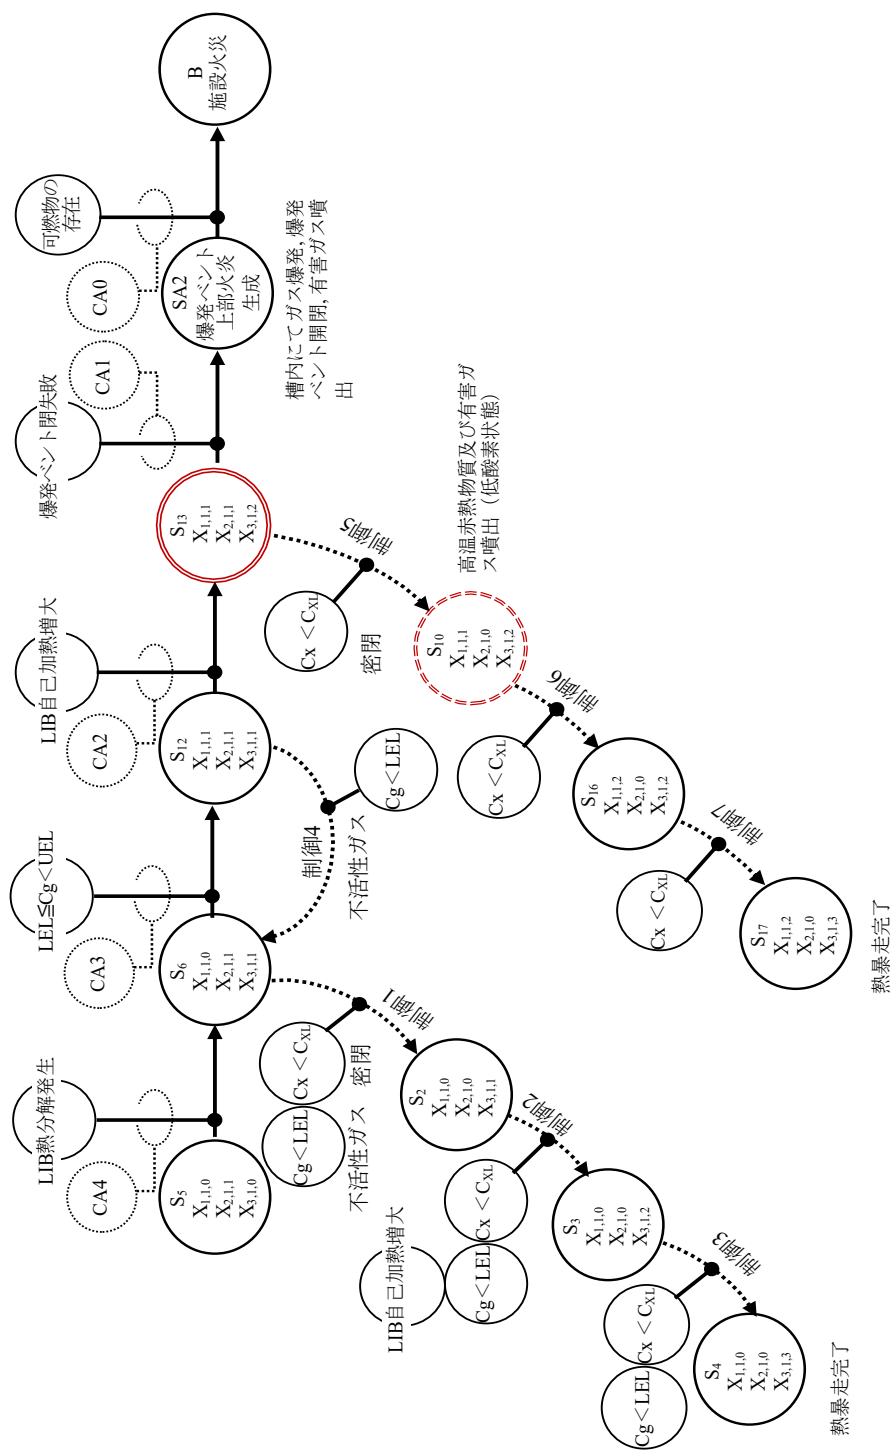 LIB熱分解発生
CA4
S5
X1,1,0
X2,1,1
X3,1,0
LEL≦Cg<UEL
CA3
S6
X1,1,0
X2,1,1
X3,1,1
LIB自己加熱増大
CA2
S12
X1,1,1
X2,1,1
X3,1,1
爆発ベント閉失敗
CA1
S13
X1,1,1
X2,1,1
X3,1,2
可燃物の
存在
CA0
SA2
爆発ベント
上部火炎
生成
B
施設火災
槽内にてガス爆発,爆発
ベント開閉,有害ガス噴
出
制御4
不活性ガス
Cg<LEL
Cg<LEL
不活性ガス
Cx<CXL
密閉
制御1
S2
X1,1,0
X2,1,0
X3,1,1
LIB自己加熱増大
Cg<LEL
Cx<CXL
制御2
S3
X1,1,0
X2,1,0
X3,1,2
Cg<LEL
Cx<CXL
制御3
S4
X1,1,0
X2,1,0
X3,1,3
熱暴走完了
Cx<CXL
密閉
制御5
S10
X1,1,1
X2,1,0
X3,1,2
高温赤熱物質及び有害ガ
ス噴出（低酸素状態）
Cx<CXL
制御6
S16
X1,1,2
X2,1,0
X3,1,2
Cx<CXL
制御7
S17
X1,1,2
X2,1,0
X3,1,3
熱暴走完了